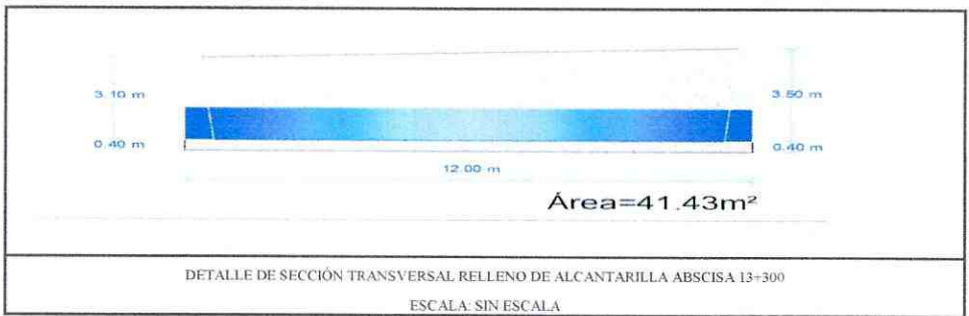 3.10 m
3.50 m
0.40 m
0.40 m
12.00 m
Área=41.43m²
DETALLE DE SECCIÓN TRANSVERSAL RELLENO DE ALCANTARILLA ABSCISA 13+300
ESCALA: SIN ESCALA